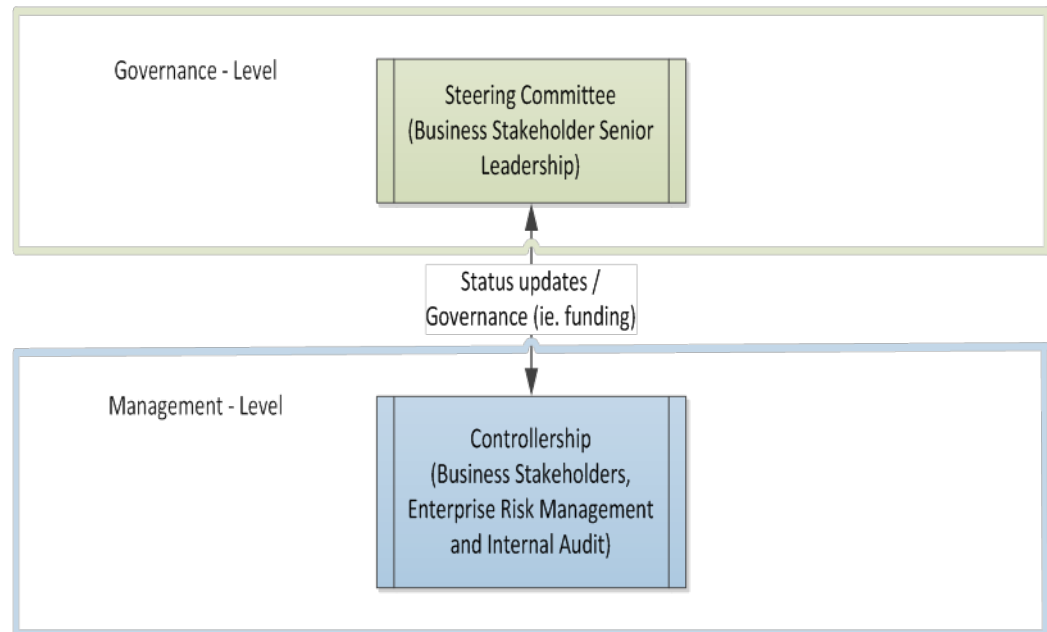 Governance - Level
Steering Committee
(Business Stakeholder Senior
Leadership)
Status updates /
Governance (ie. funding)
Management - Level
Controllership
(Business Stakeholders,
Enterprise Risk Management
and Internal Audit)